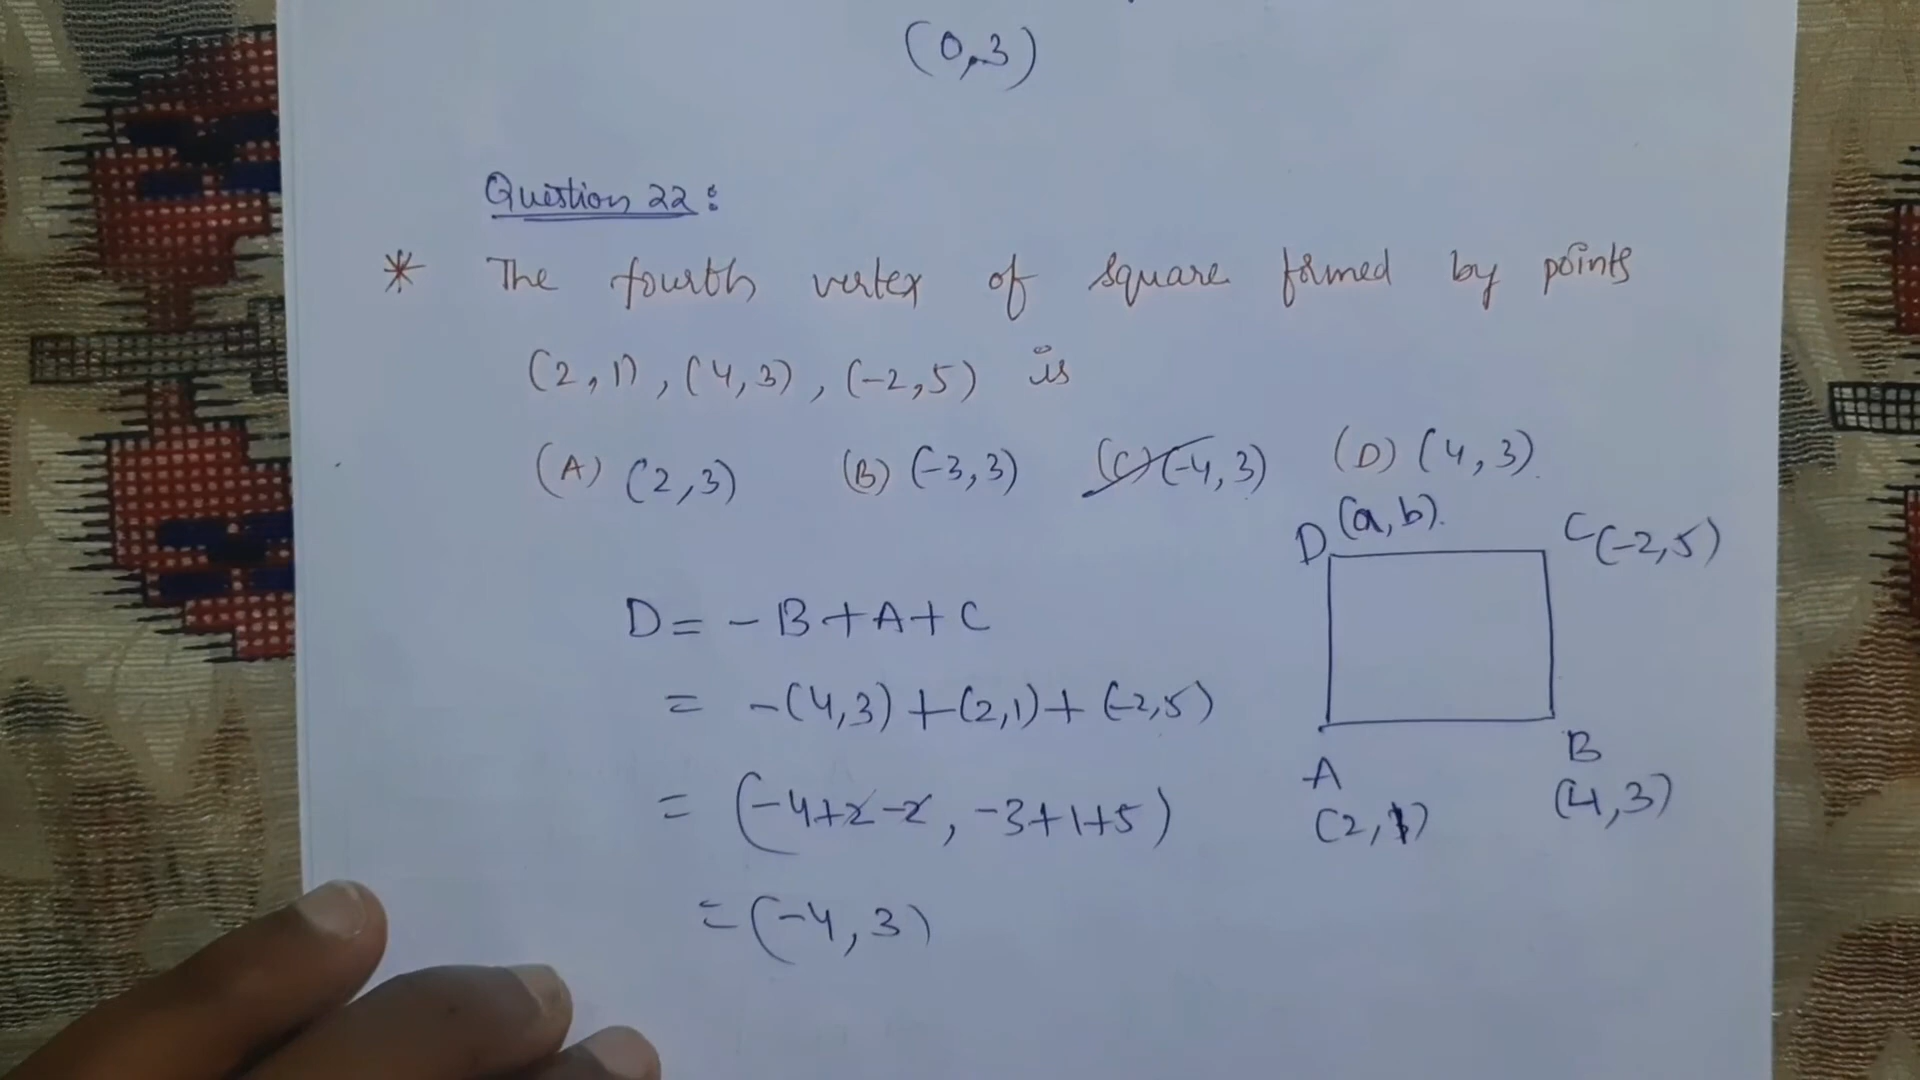 (0,3)
Question 22:
* The fourth vertex of square formed by points
(2,1), (4,3), (-2,5) is
(A) (2,3) (B) (-3,3) (C) (-4,3) (D) (4,3).
D (a,b). C(-2,5)
D = -B+A+C
= -(4,3)+(2,1)+(-2,5)
A B
(2,1) (4,3)
= (-4+2-2, -3+1+5)
= (-4,3)